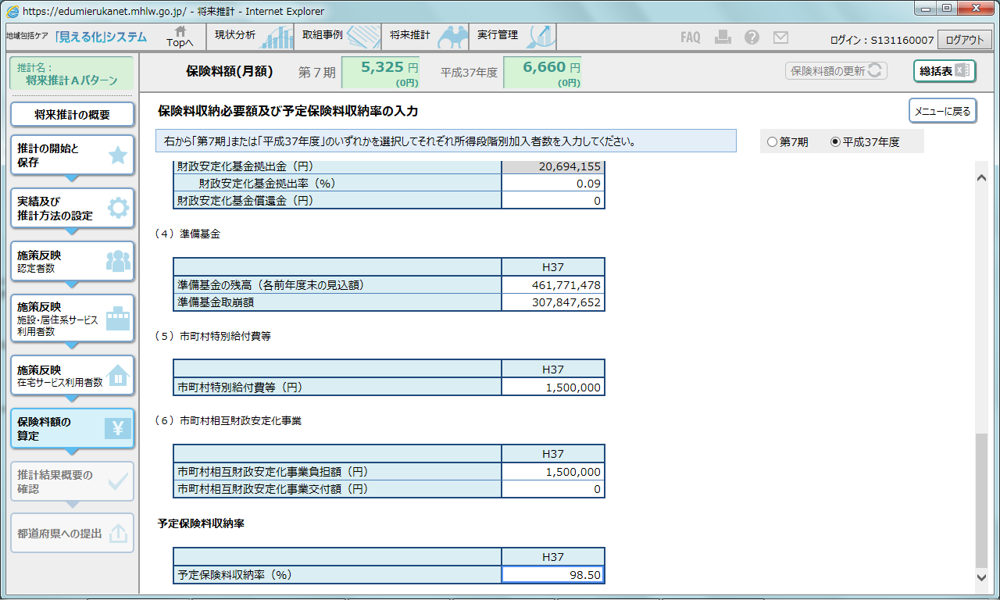 https://edumierukanet.mhlw.go.jp/ - 将来推計 - Internet Explorer
地域包括ケア「見える化」システム
Topへ
現状分析
取組事例
将来推計
実行管理
FAQ
ログイン：S131160007
ログアウト
推計名：
将来推計Ａパターン
保険料額(月額)
第７期
5,325 円
(0円)
平成37年度
6,660 円
(0円)
保険料額の更新
総括表
将来推計の概要
推計の開始と
保存
実績及び
推計方法の設定
施策反映
認定者数
施策反映
施設・居住系サービス
利用者数
施策反映
在宅サービス利用者数
保険料額の
算定
¥
推計結果概要の
確認
都道府県への提出
保険料収納必要額及び予定保険料収納率の入力
メニューに戻る
右から「第7期」または「平成37年度」のいずれかを選択してそれぞれ所得段階別加入者数を入力してください。
第7期
平成37年度
財政安定化基金拠出金（円） 20,694,155
財政安定化基金拠出率（%） 0.09
財政安定化基金償還金（円） 0
（４）準備基金
H37
準備基金の残高（各前年度末の見込額） 461,771,478
準備基金取崩額 307,847,652
（５）市町村特別給付費等
H37
市町村特別給付費等（円） 1,500,000
（６）市町村相互財政安定化事業
H37
市町村相互財政安定化事業負担額（円） 1,500,000
市町村相互財政安定化事業交付額（円） 0
予定保険料収納率
H37
予定保険料収納率（%） 98.50